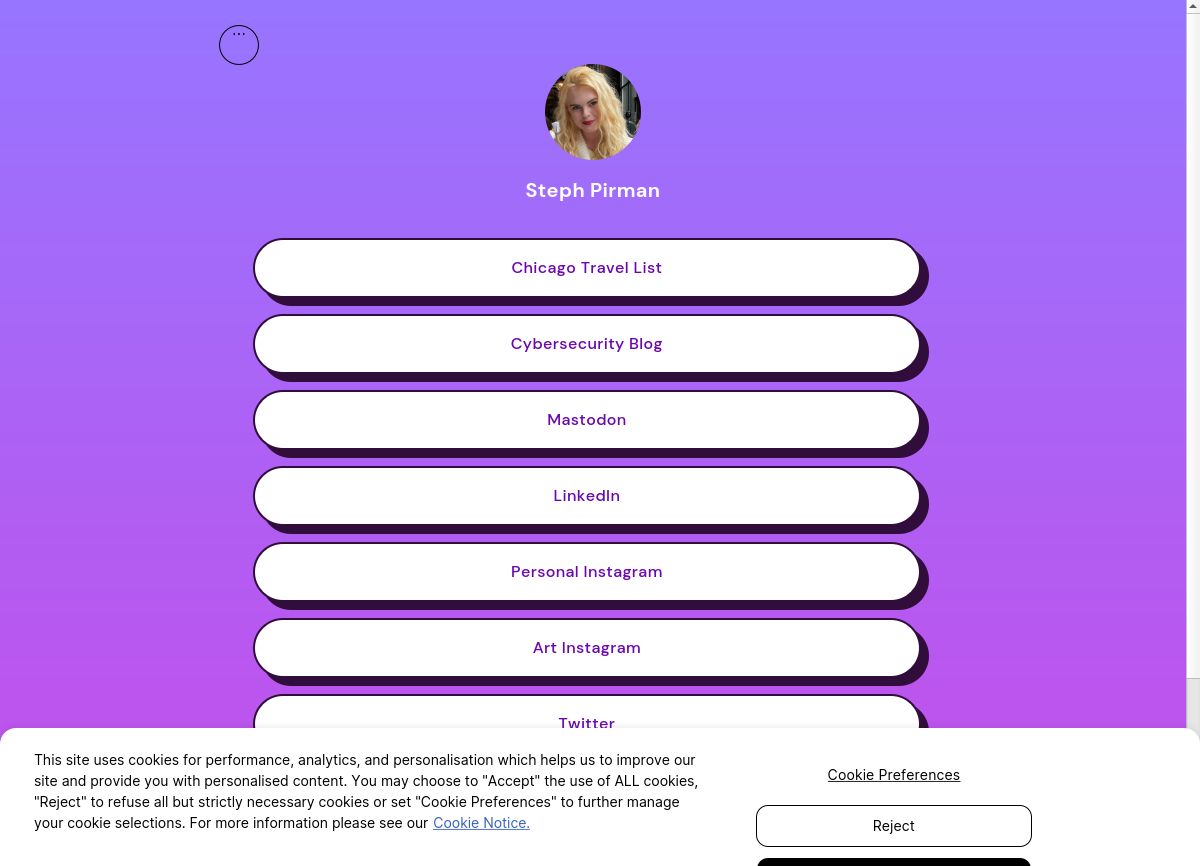 Steph Pirman
Chicago Travel List
Cybersecurity Blog
Mastodon
LinkedIn
Personal Instagram
Art Instagram
Twitter
This site uses cookies for performance, analytics, and personalisation which helps us to improve our
site and provide you with personalised content. You may choose to "Accept" the use of ALL cookies,
"Reject" to refuse all but strictly necessary cookies or set "Cookie Preferences" to further manage
your cookie selections. For more information please see our Cookie Notice.
Cookie Preferences
Reject